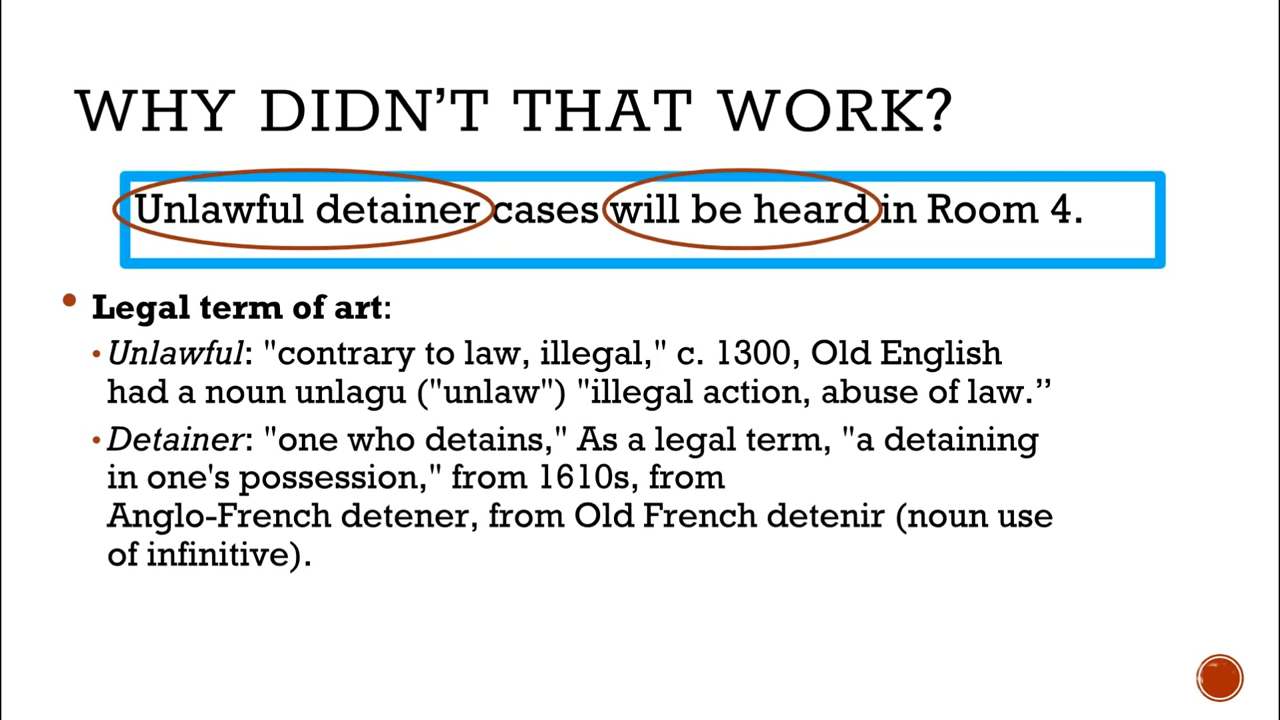 WHY DIDN’T THAT WORK?
Unlawful detainer cases will be heard in Room 4.
• Legal term of art:
• Unlawful: "contrary to law, illegal," c. 1300, Old English
had a noun unlagu ("unlaw") "illegal action, abuse of law.”
• Detainer: "one who detains," As a legal term, "a detaining
in one's possession," from 1610s, from
Anglo-French detener, from Old French detenir (noun use
of infinitive).